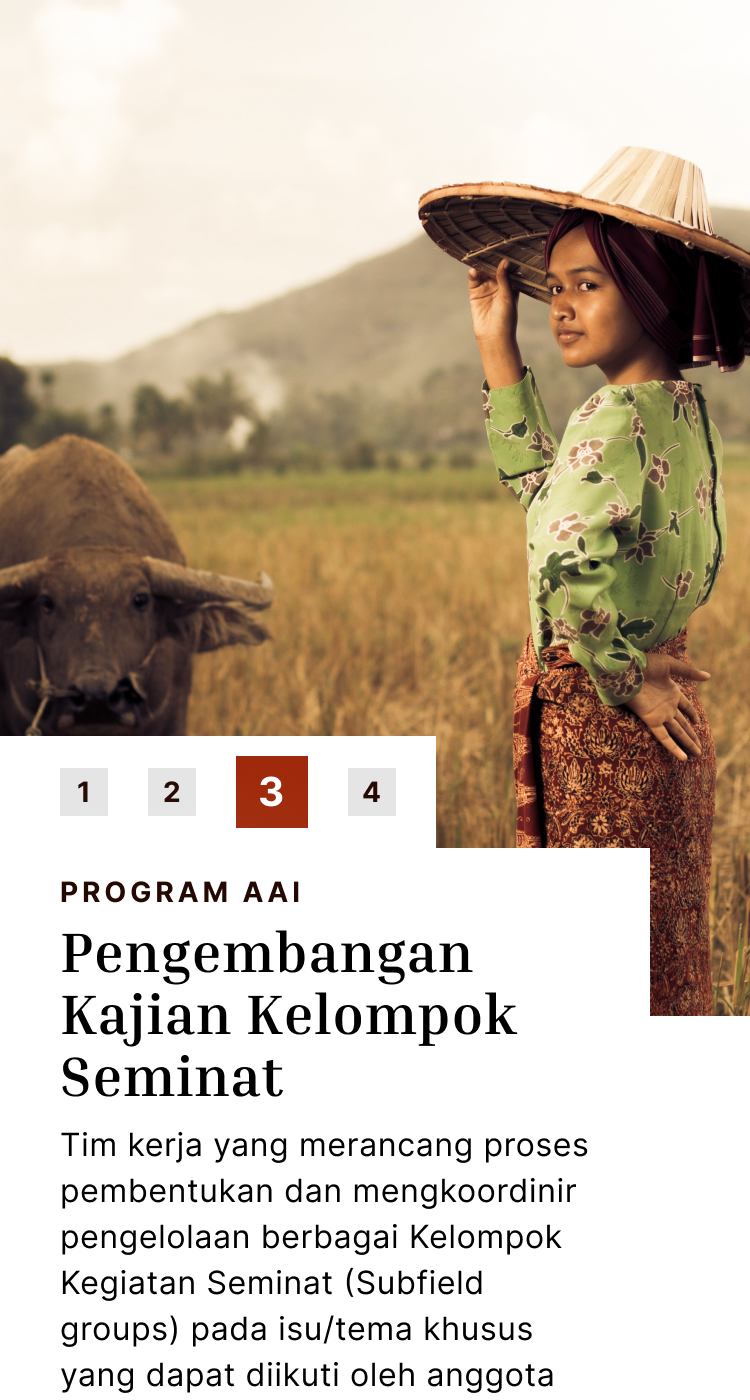 1 2 3 4
PROGRAM AAI
Pengembangan
Kajian Kelompok
Seminat
Tim kerja yang merancang proses
pembentukan dan mengkoordinir
pengelolaan berbagai Kelompok
Kegiatan Seminat (Subfield
groups) pada isu/tema khusus
yang dapat diikuti oleh anggota